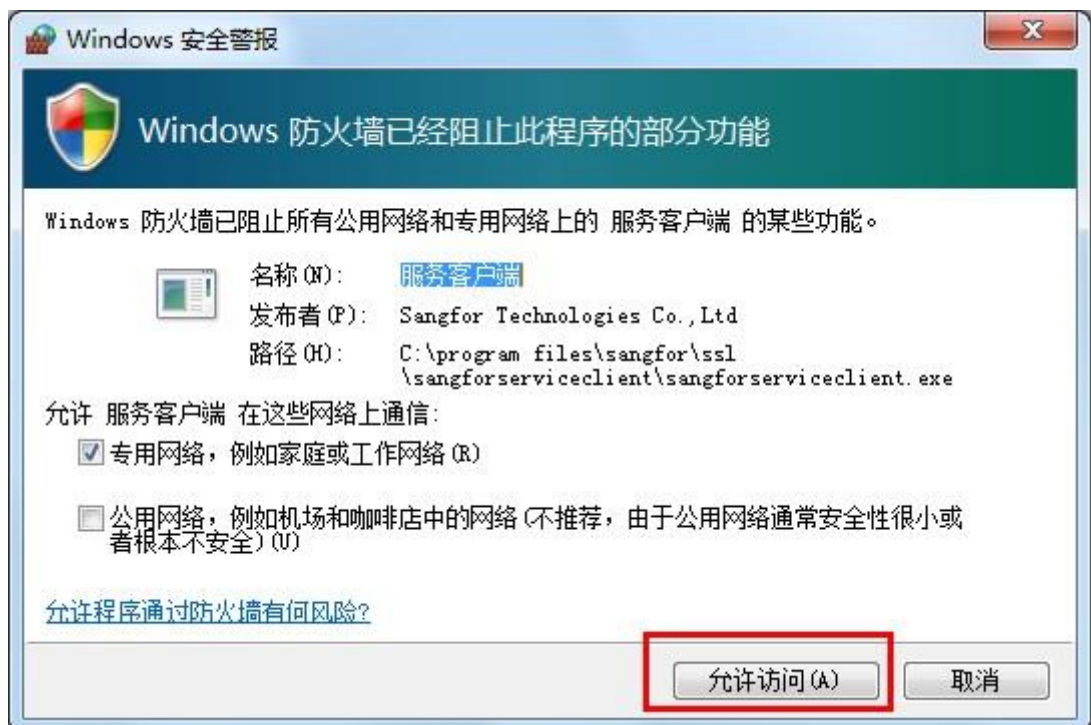 Windows 安全警报
Windows 防火墙已经阻止此程序的部分功能
Windows 防火墙已阻止所有公用网络和专用网络上的 服务客户端 的某些功能。
名称(N): 服务客户端
发布者(P): Sangfor Technologies Co.,Ltd
路径(H): C:\program files\sangfor\ssl
\sangforserviceclient\sangforserviceclient.exe
允许 服务客户端 在这些网络上通信:
专用网络，例如家庭或工作网络(R)
公用网络，例如机场和咖啡店中的网络(不推荐，由于公用网络通常安全性很小或
者根本不安全)(U)
允许程序通过防火墙有何风险?
允许访问(A) 取消